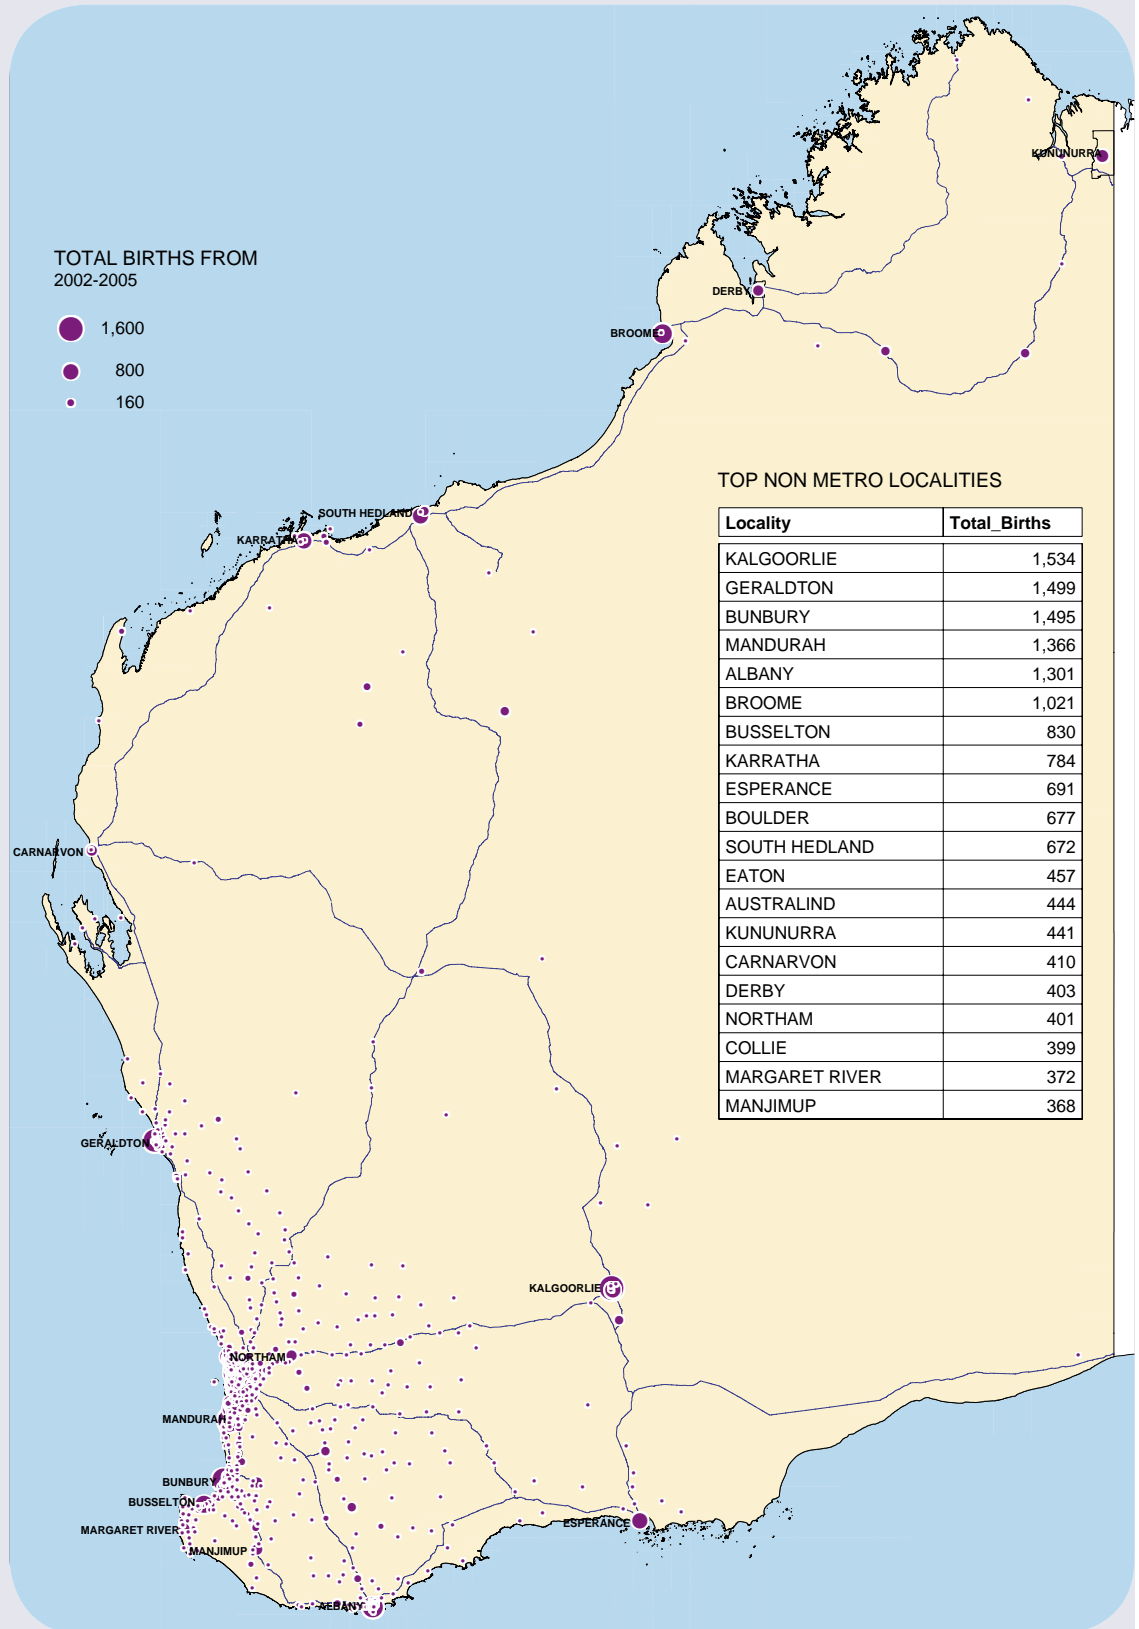 KUNUNURRA
TOTAL BIRTHS FROM
2002-2005
1,600
800
160
DERBY
BROOME
TOP NON METRO LOCALITIES
Locality Total_Births
KALGOORLIE 1,534
GERALDTON 1,499
BUNBURY 1,495
MANDURAH 1,366
ALBANY 1,301
BROOME 1,021
BUSSELTON 830
KARRATHA 784
ESPERANCE 691
BOULDER 677
SOUTH HEDLAND 672
EATON 457
AUSTRALIND 444
KUNUNURRA 441
CARNARVON 410
DERBY 403
NORTHAM 401
COLLIE 399
MARGARET RIVER 372
MANJIMUP 368
SOUTH HEDLAND
KARRATHA
CARNARVON
GERALDTON
KALGOORLIE
NORTHAM
MANDURAH
BUNBURY
BUSSELTON
ESPERANCE
MARGARET RIVER
MANJIMUP
ALBANY